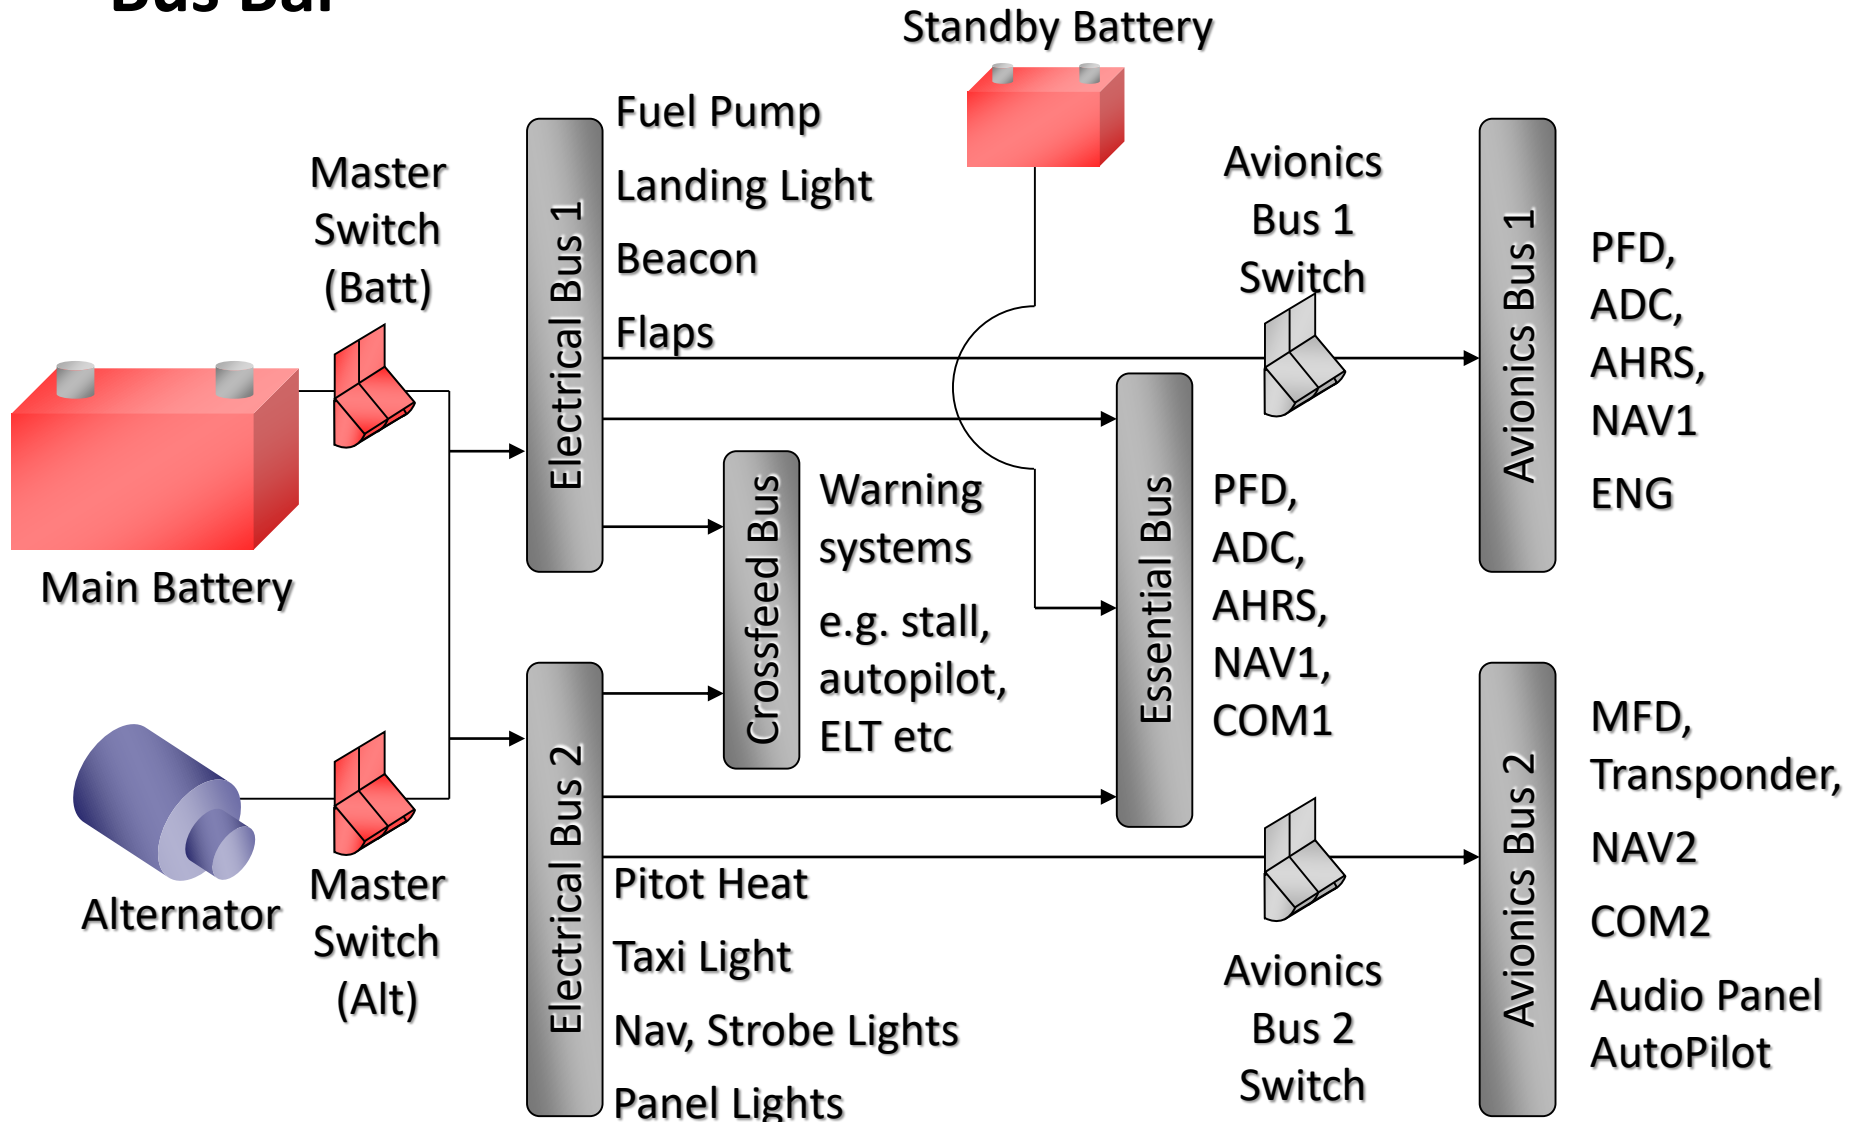 Bus Bar
Standby Battery
Fuel Pump
Landing Light
Beacon
Flaps
Master
Switch
(Batt)
Electrical Bus 1
Avionics
Bus 1
Switch
Avionics Bus 1
PFD,
ADC,
AHRS,
NAV1
ENG
Main Battery
Crossfeed Bus
Warning
systems
e.g. stall,
autopilot,
ELT etc
Essential Bus
PFD,
ADC,
AHRS,
NAV1,
COM1
Alternator
Master
Switch
(Alt)
Electrical Bus 2
Pitot Heat
Taxi Light
Nav, Strobe Lights
Panel Lights
Avionics
Bus 2
Switch
Avionics Bus 2
MFD,
Transponder,
NAV2
COM2
Audio Panel
AutoPilot